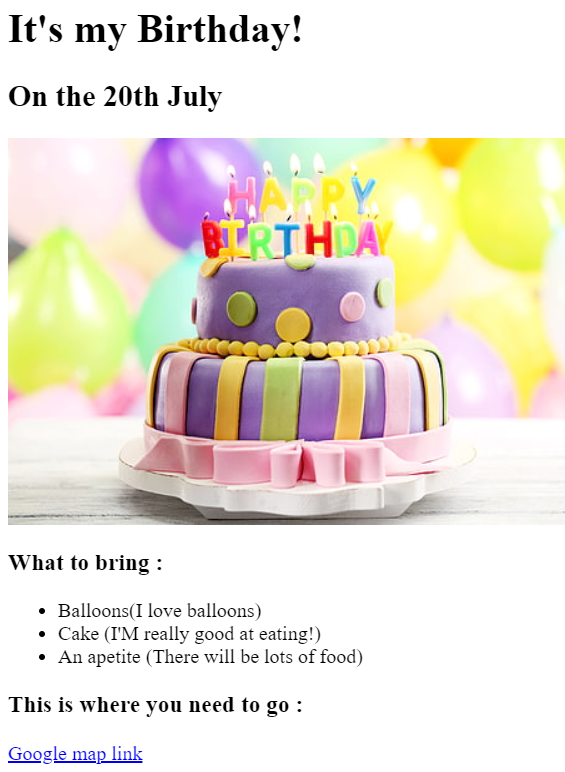 It's my Birthday!
On the 20th July
HAPPY
BIRTHDAY
What to bring :
Balloons(I love balloons)
Cake (I'M really good at eating!)
An apetite (There will be lots of food)
This is where you need to go :
Google map link